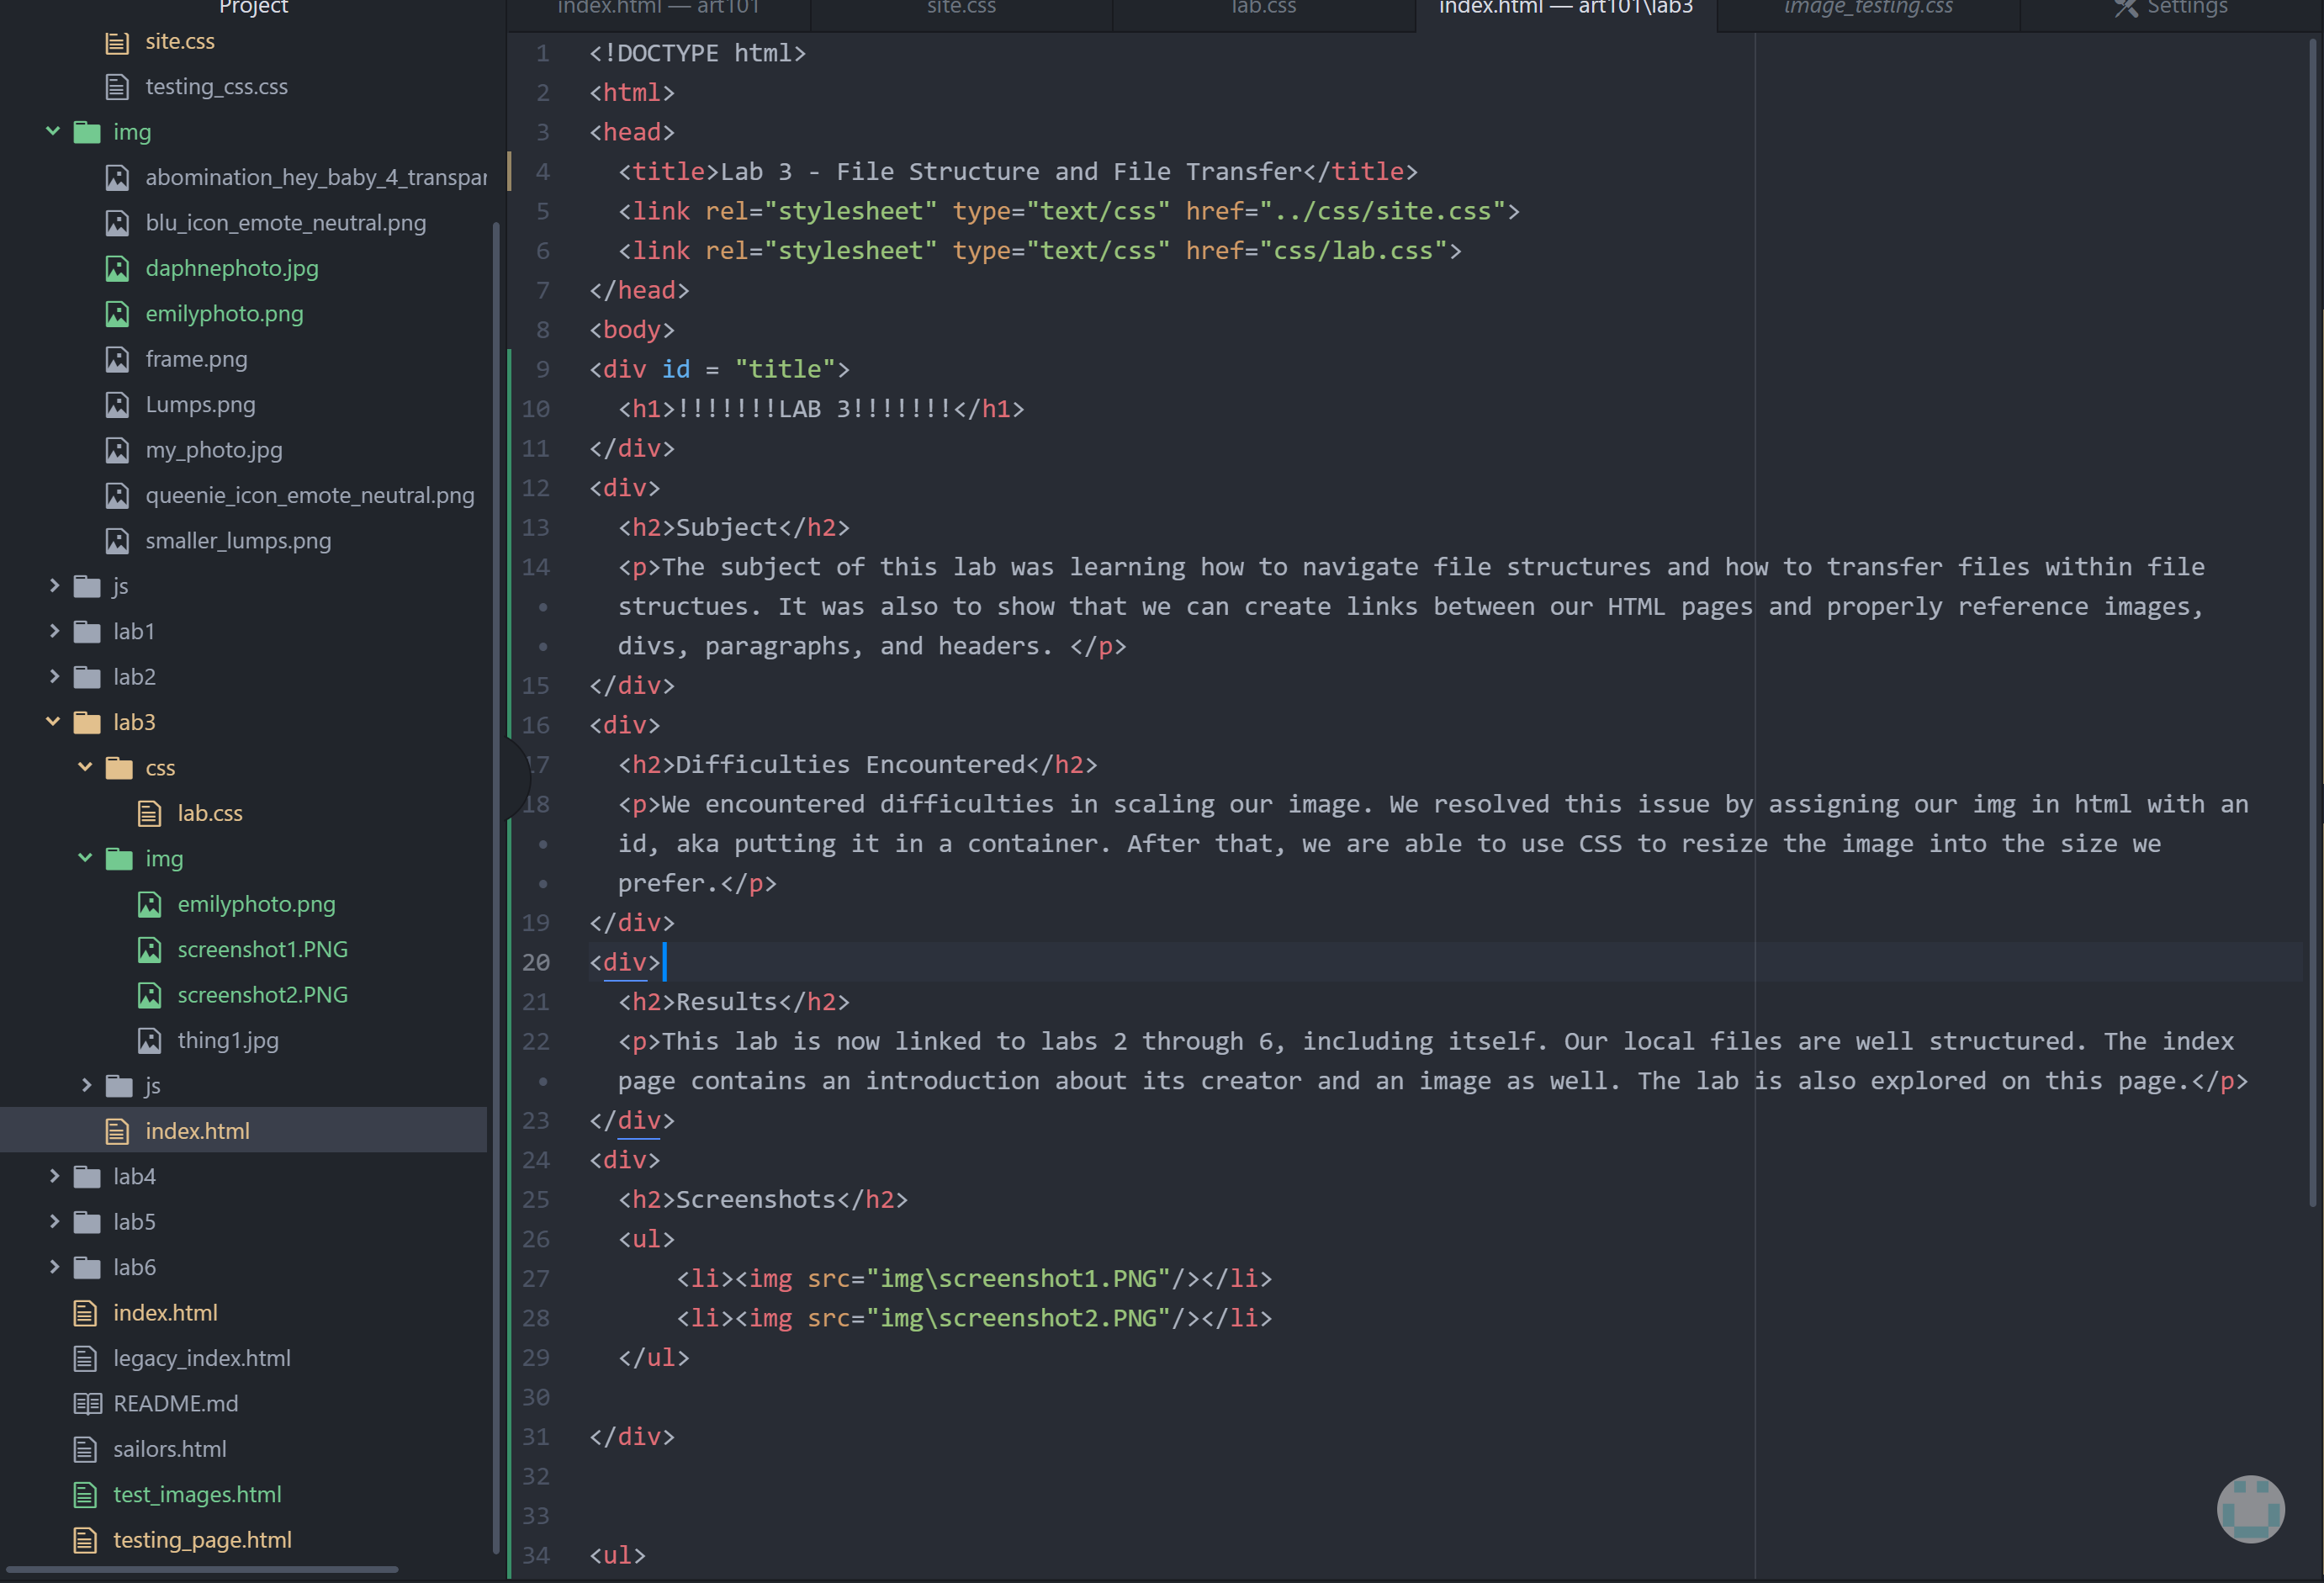 Project
site.css
testing_css.css
img
abomination_hey_baby_4_transpar
blu_icon_emote_neutral.png
daphnephoto.jpg
emilyphoto.png
frame.png
Lumps.png
my_photo.jpg
queenie_icon_emote_neutral.png
smaller_lumps.png
js
lab1
lab2
lab3
css
lab.css
img
emilyphoto.png
screenshot1.PNG
screenshot2.PNG
thing1.jpg
js
index.html
lab4
lab5
lab6
index.html
legacy_index.html
README.md
sailors.html
test_images.html
testing_page.html
index.html — art101 site.css lab.css index.html — art101\lab3 image_testing.css Settings
1 <!DOCTYPE html>
2 <html>
3 <head>
4 <title>Lab 3 - File Structure and File Transfer</title>
5 <link rel="stylesheet" type="text/css" href="../css/site.css">
6 <link rel="stylesheet" type="text/css" href="css/lab.css">
7 </head>
8 <body>
9 <div id = "title">
10 <h1>!!!!!!!LAB 3!!!!!!!</h1>
11 </div>
12 <div>
13 <h2>Subject</h2>
14 <p>The subject of this lab was learning how to navigate file structures and how to transfer files within file
• structues. It was also to show that we can create links between our HTML pages and properly reference images,
• divs, paragraphs, and headers. </p>
15 </div>
16 <div>
17 <h2>Difficulties Encountered</h2>
18 <p>We encountered difficulties in scaling our image. We resolved this issue by assigning our img in html with an
• id, aka putting it in a container. After that, we are able to use CSS to resize the image into the size we
• prefer.</p>
19 </div>
20 <div>
21 <h2>Results</h2>
22 <p>This lab is now linked to labs 2 through 6, including itself. Our local files are well structured. The index
• page contains an introduction about its creator and an image as well. The lab is also explored on this page.</p>
23 </div>
24 <div>
25 <h2>Screenshots</h2>
26 <ul>
27 <li><img src="img\screenshot1.PNG"/></li>
28 <li><img src="img\screenshot2.PNG"/></li>
29 </ul>
30
31 </div>
32
33
34 <ul>